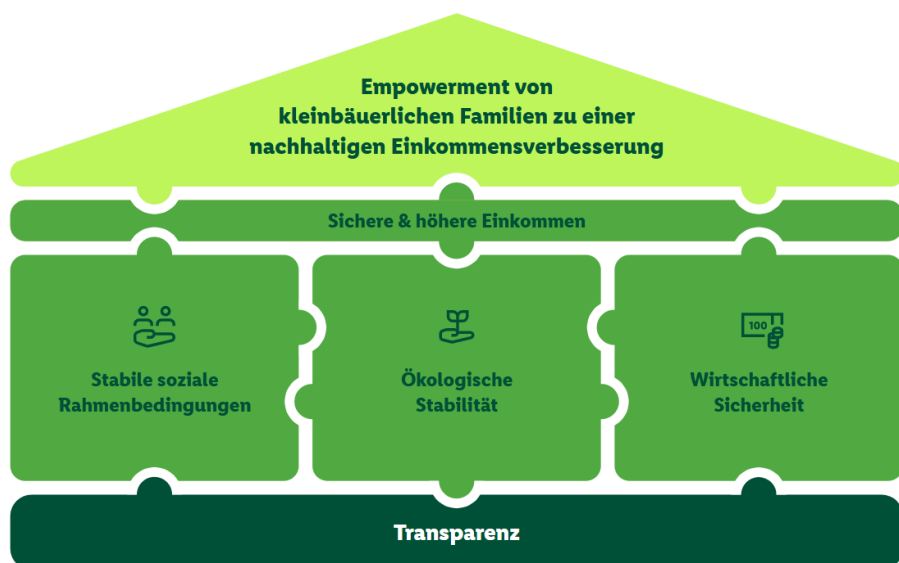 Empowerment von
kleinbäuerlichen Familien zu einer
nachhaltigen Einkommensverbesserung
Sichere & höhere Einkommen
Stabile soziale
Rahmenbedingungen
Ökologische
Stabilität
100
Wirtschaftliche
Sicherheit
Transparenz